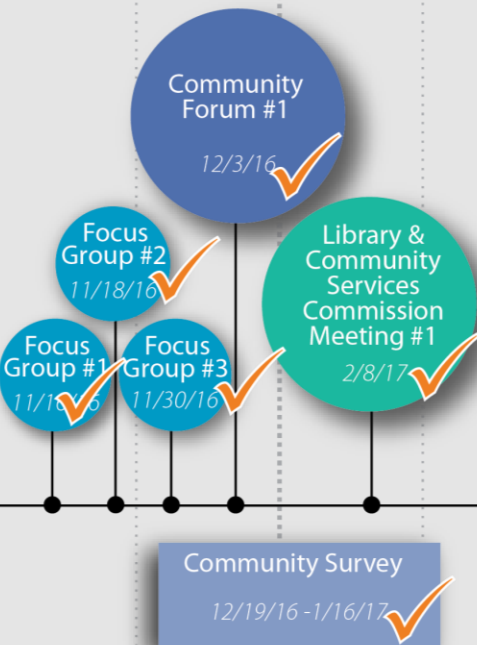 Community
Forum #1
12/3/16
Focus
Group #2
11/18/16
Library &
Community
Services
Commission
Meeting #1
2/8/17
Focus
Group #1
Focus
Group #3
11/30/16
Community Survey
12/19/16 -1/16/17